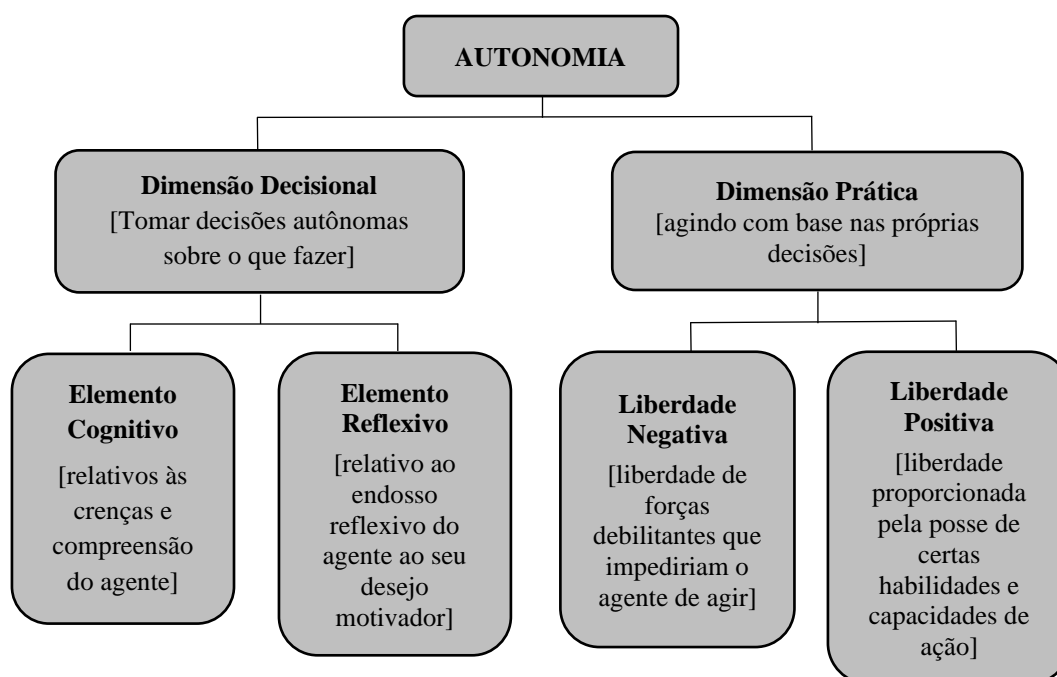 AUTONOMIA
Dimensão Decisional
[Tomar decisões autônomas
sobre o que fazer]
Dimensão Prática
[agindo com base nas próprias
decisões]
Elemento
Cognitivo
[relativos às
crenças e
compreensão
do agente]
Elemento
Reflexivo
[relativo ao
endosso
reflexivo do
agente ao seu
desejo
motivador]
Liberdade
Negativa
[liberdade de
forças
debilitantes que
impediriam o
agente de agir]
Liberdade
Positiva
[liberdade
proporcionada
pela posse de
certas
habilidades e
capacidades de
ação]